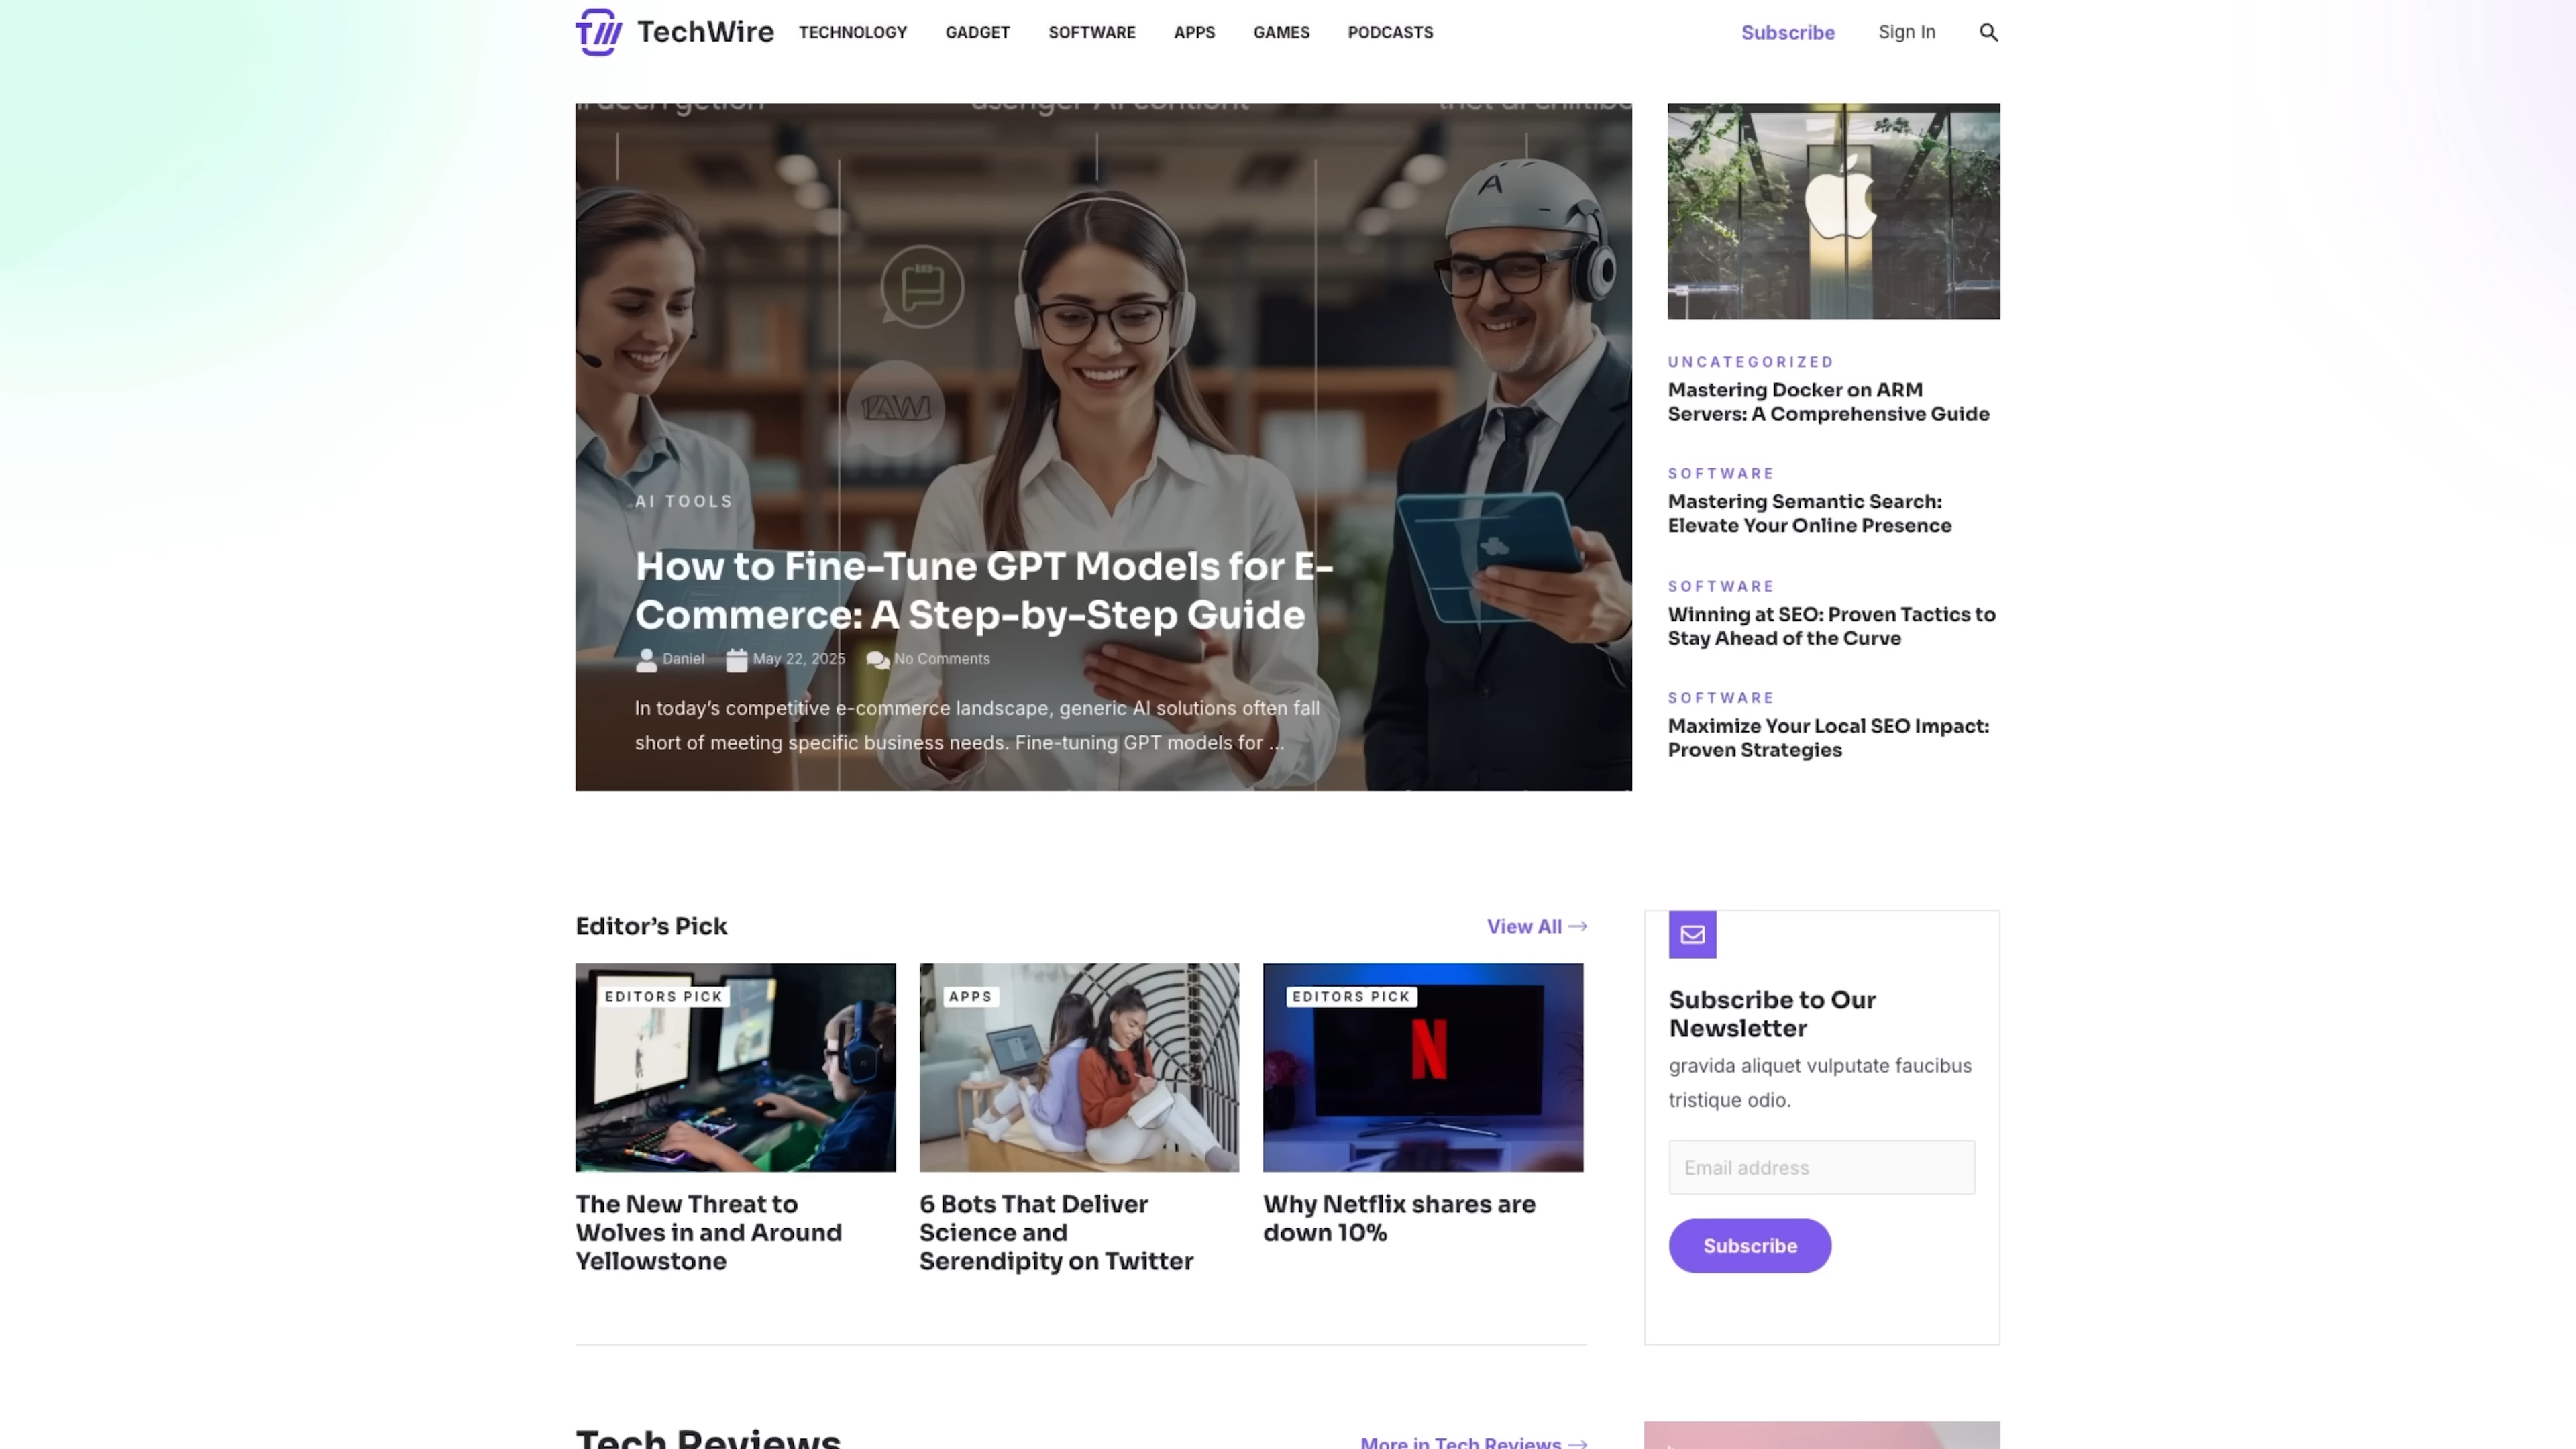 TechWire
TECHNOLOGY
GADGET
SOFTWARE
APPS
GAMES
PODCASTS
Subscribe
Sign In
AI TOOLS
How to Fine-Tune GPT Models for E-
Commerce: A Step-by-Step Guide
Daniel
May 22, 2025
No Comments
In today’s competitive e-commerce landscape, generic AI solutions often fall
short of meeting specific business needs. Fine-tuning GPT models for ...
UNCATEGORIZED
Mastering Docker on ARM
Servers: A Comprehensive Guide
SOFTWARE
Mastering Semantic Search:
Elevate Your Online Presence
SOFTWARE
Winning at SEO: Proven Tactics to
Stay Ahead of the Curve
SOFTWARE
Maximize Your Local SEO Impact:
Proven Strategies
Editor’s Pick
View All →
EDITORS PICK
The New Threat to
Wolves in and Around
Yellowstone
APPS
6 Bots That Deliver
Science and
Serendipity on Twitter
EDITORS PICK
N
Why Netflix shares are
down 10%
Subscribe to Our
Newsletter
gravida aliquet vulputate faucibus
tristique odio.
Email address
Subscribe
Tech Reviews
More in Tech Reviews →